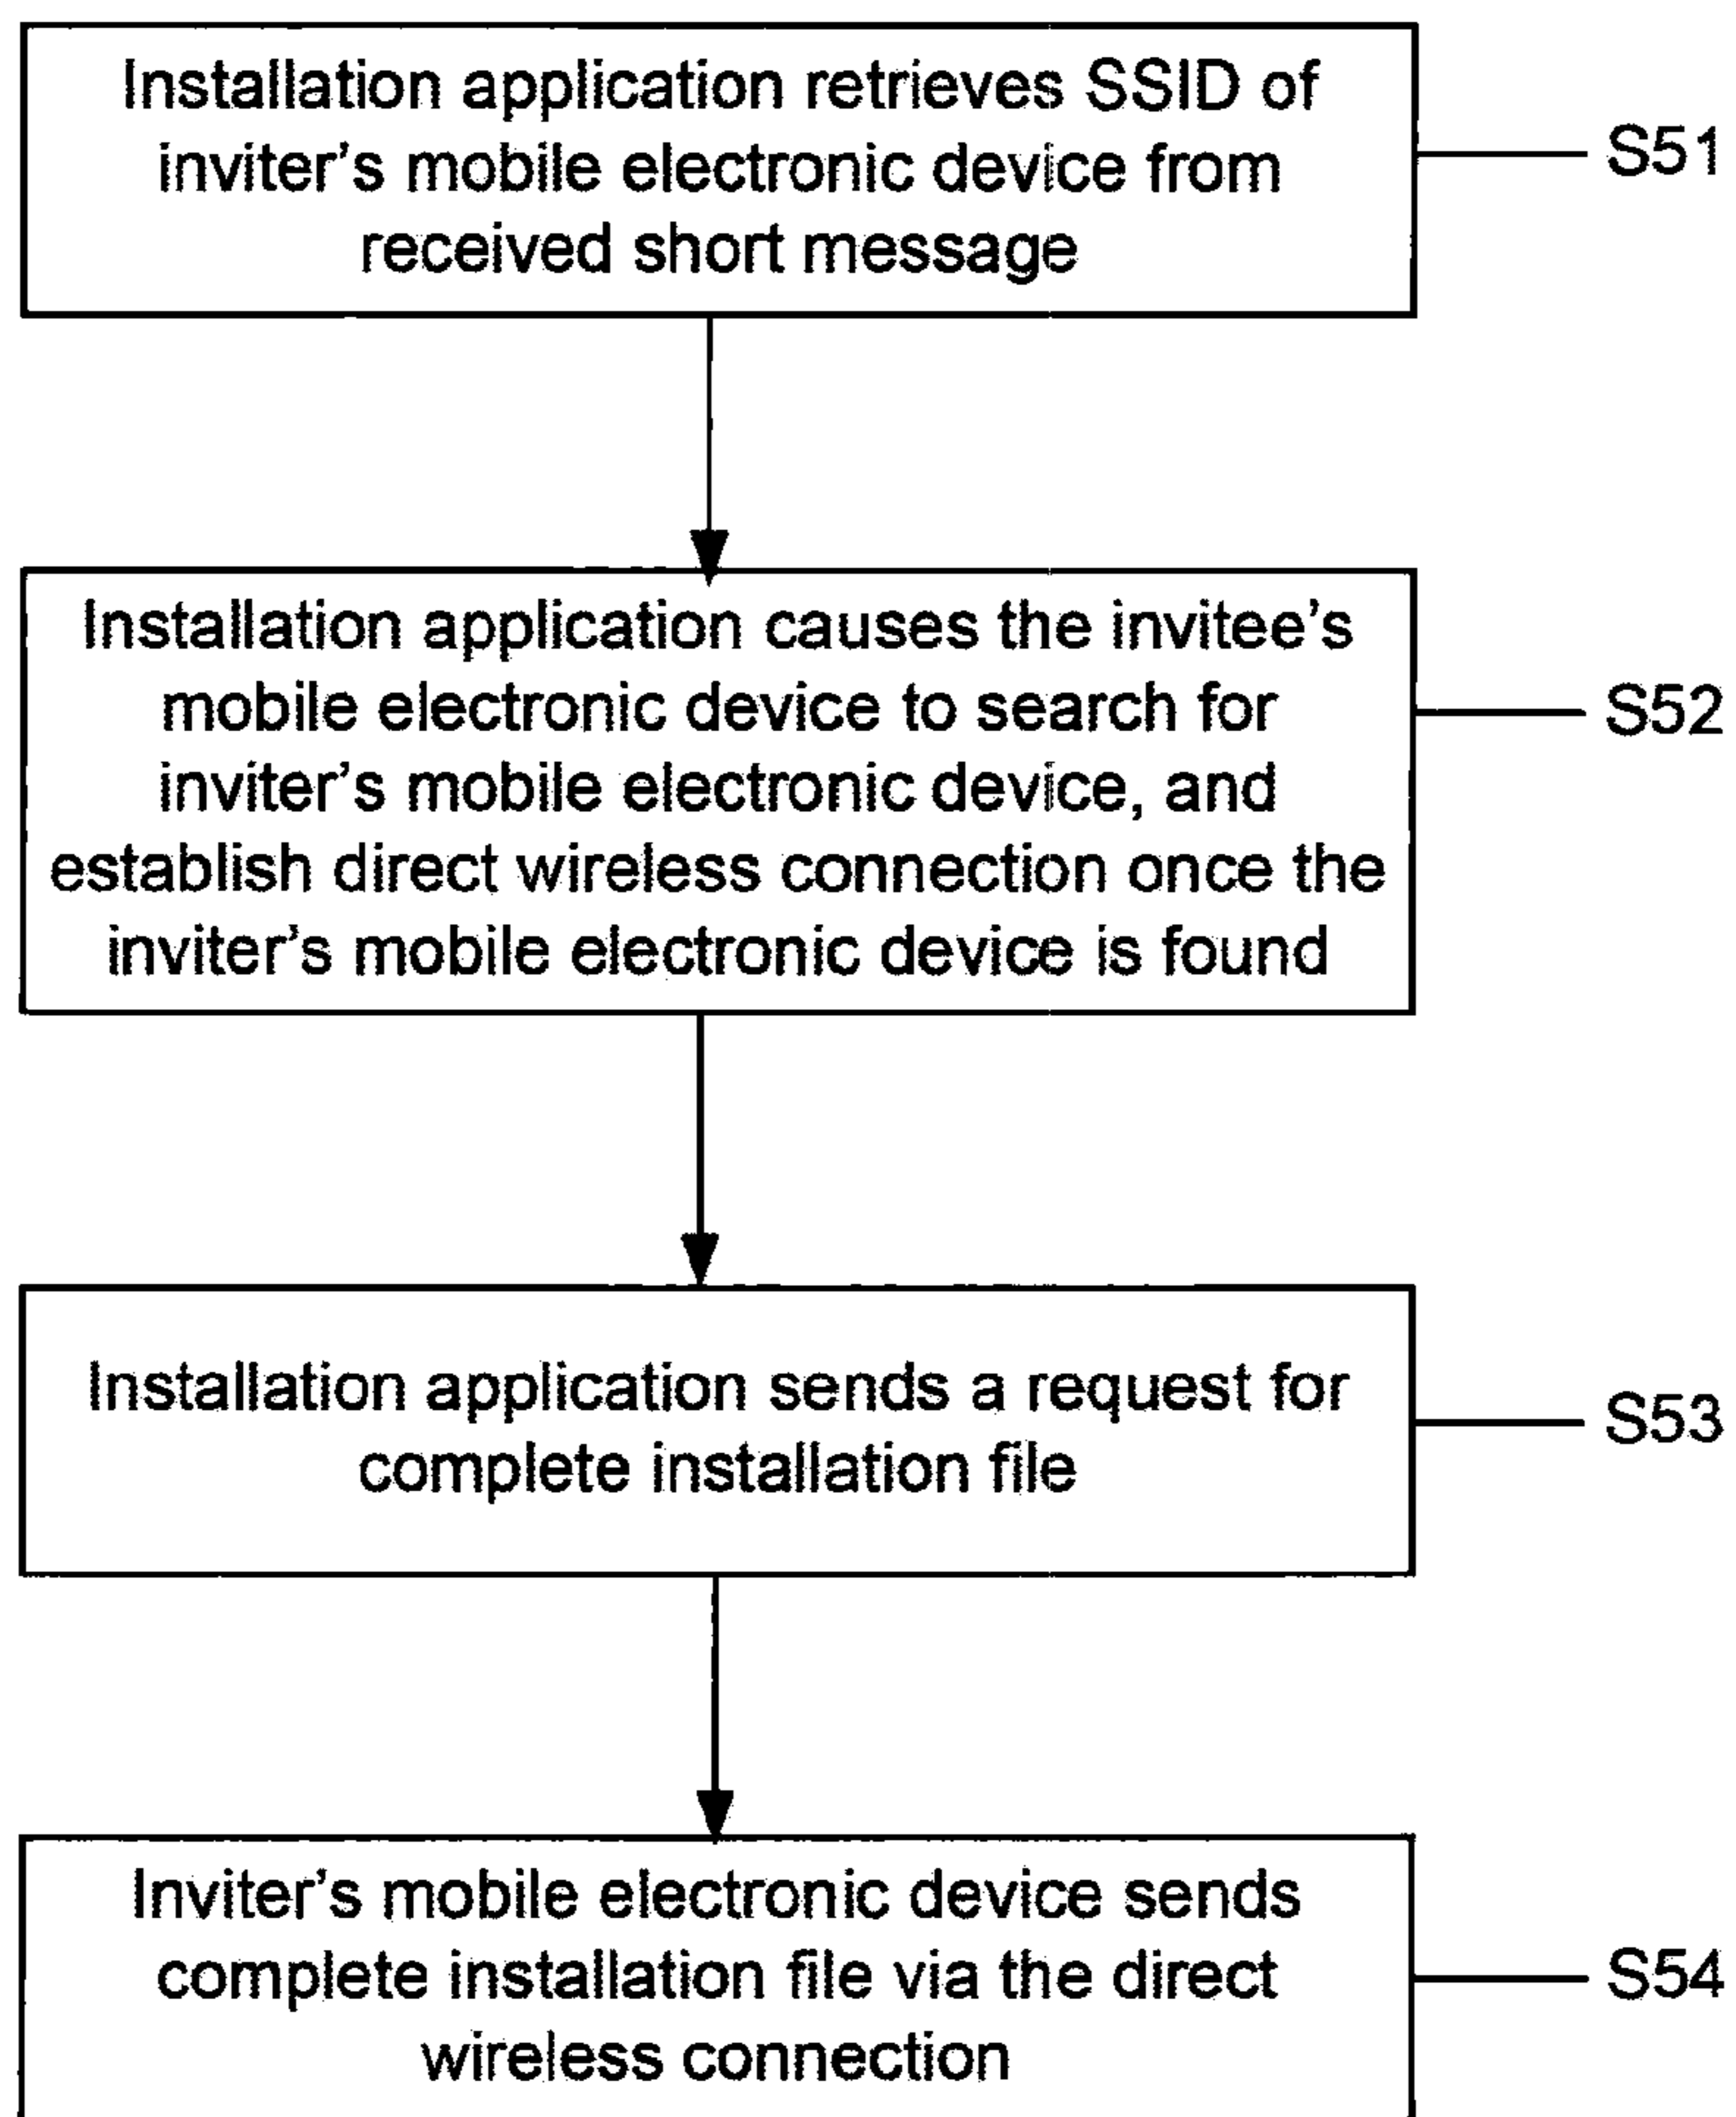 Installation application retrieves SSID of
inviter's mobile electronic device from
received short message
S51
Installation application causes the invitee's
mobile electronic device to search for
inviter's mobile electronic device, and
establish direct wireless connection once the
inviter's mobile electronic device is found
S52
Installation application sends a request for
complete installation file
S53
Inviter's mobile electronic device sends
complete installation file via the direct
wireless connection
S54